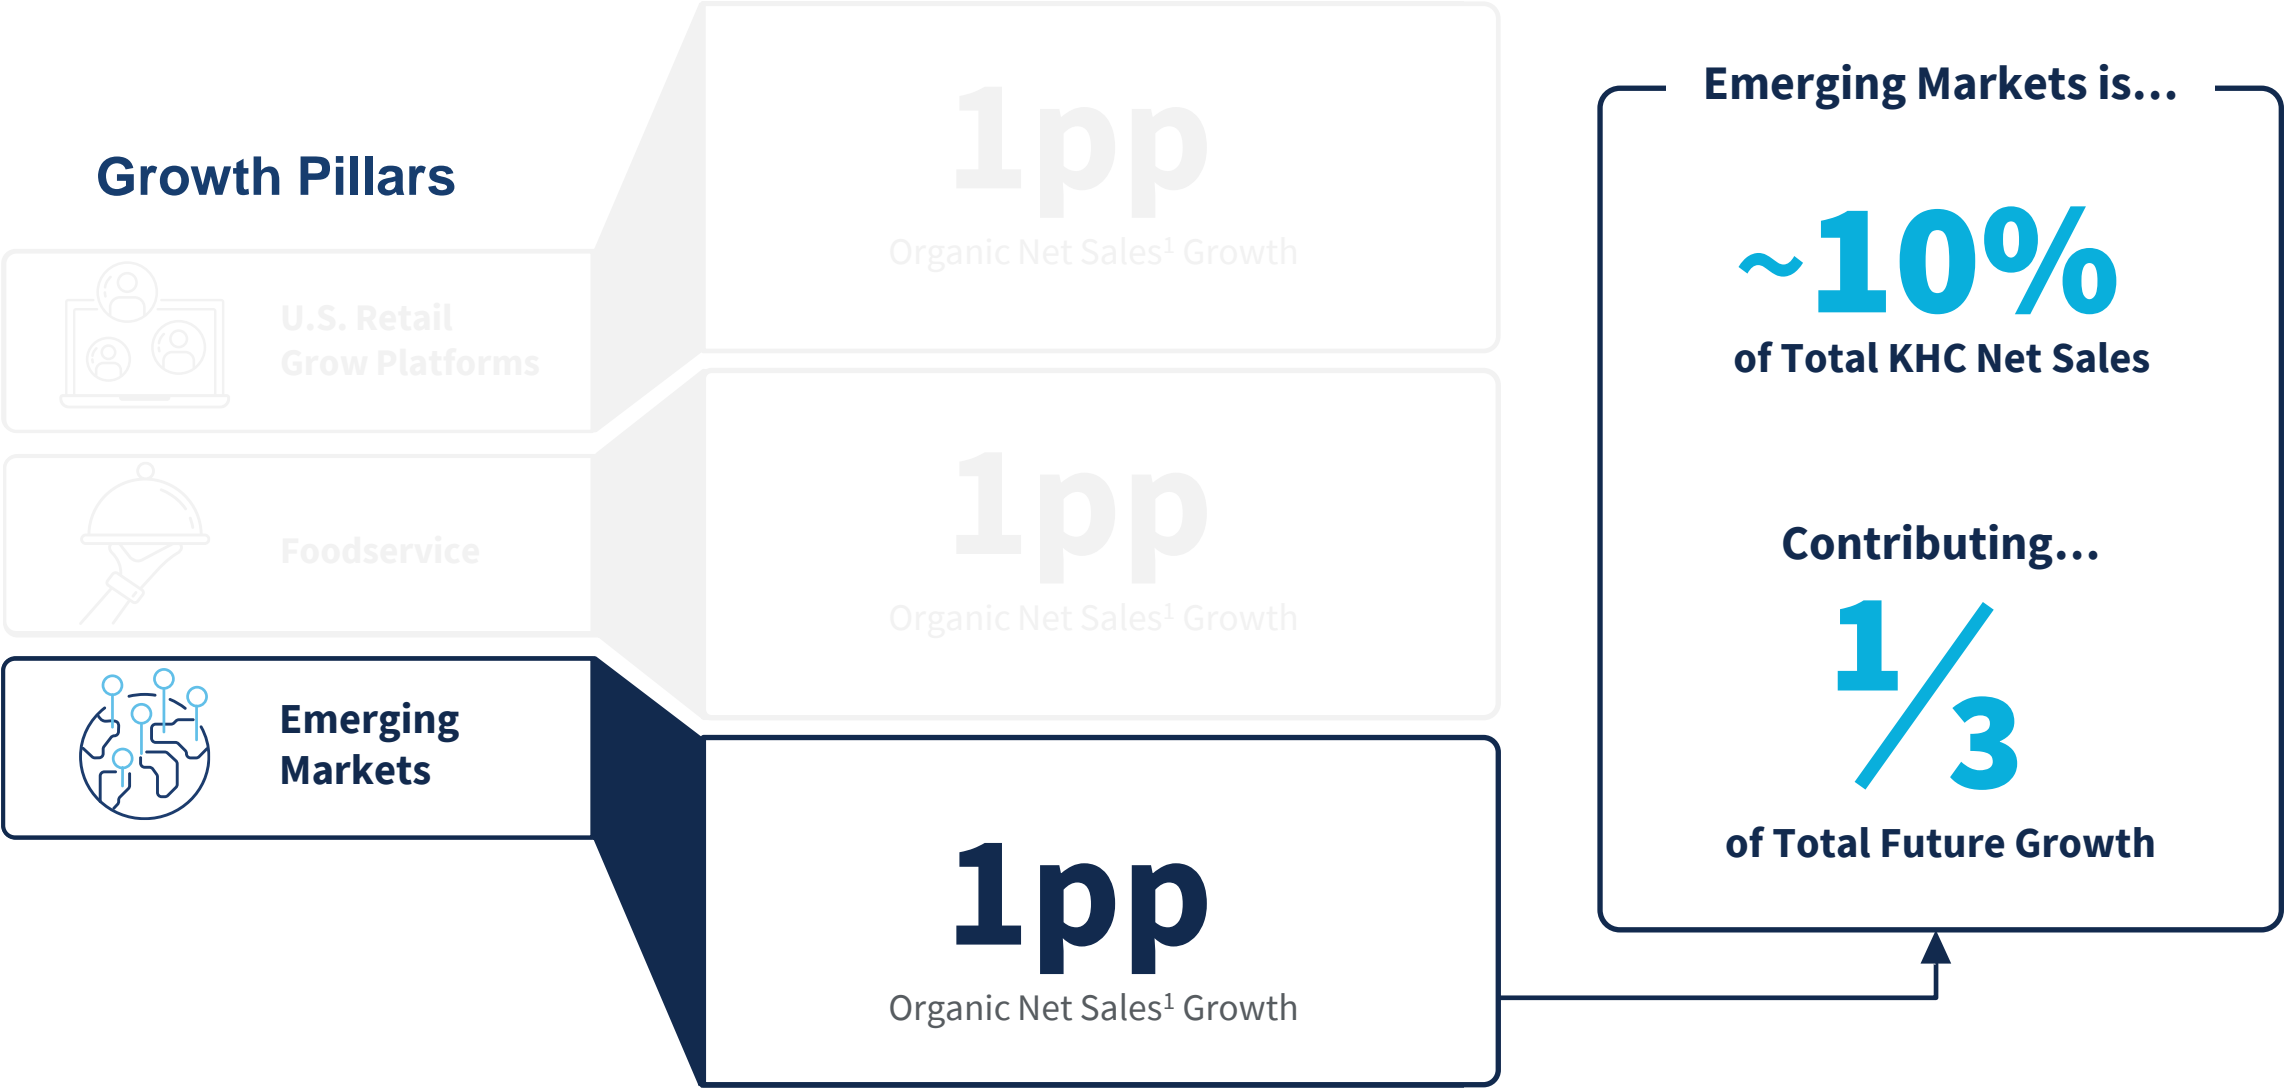 Growth Pillars
U.S. Retail
Grow Platforms
1pp
Organic Net Sales¹ Growth
Foodservice
1pp
Organic Net Sales¹ Growth
Emerging
Markets
1pp
Organic Net Sales¹ Growth
Emerging Markets is...
~10%
of Total KHC Net Sales
Contributing...
1/3
of Total Future Growth